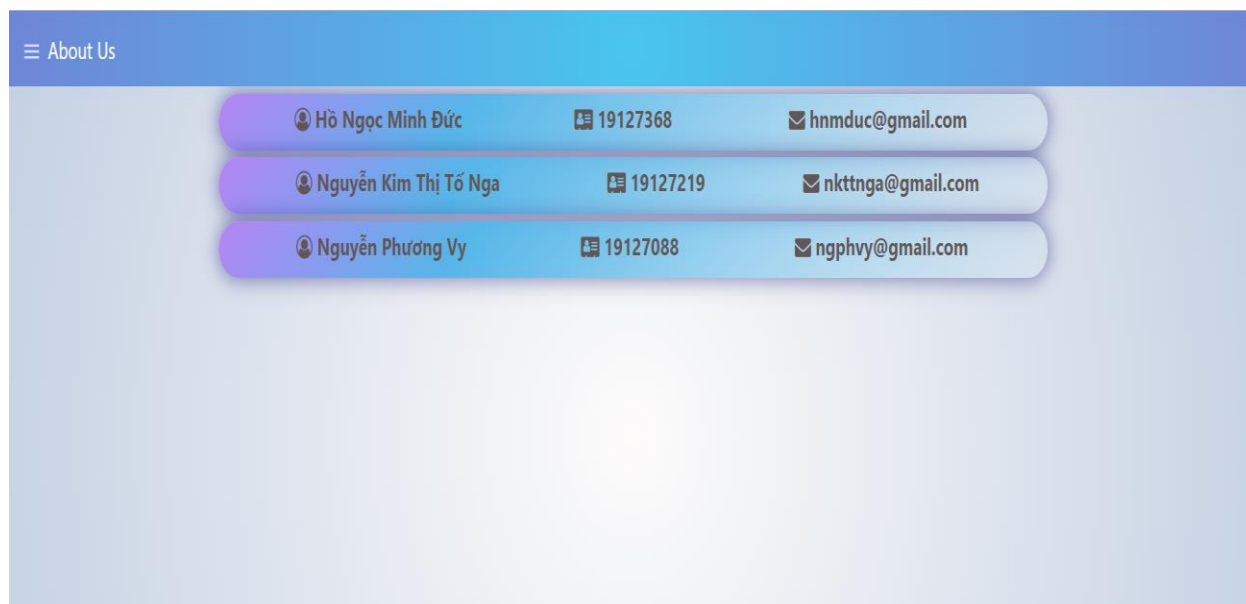 About Us
Hồ Ngọc Minh Đức 19127368 hnmduc@gmail.com
Nguyễn Kim Thị Tố Nga 19127219 nkttnga@gmail.com
Nguyễn Phương Vy 19127088 ngphvy@gmail.com